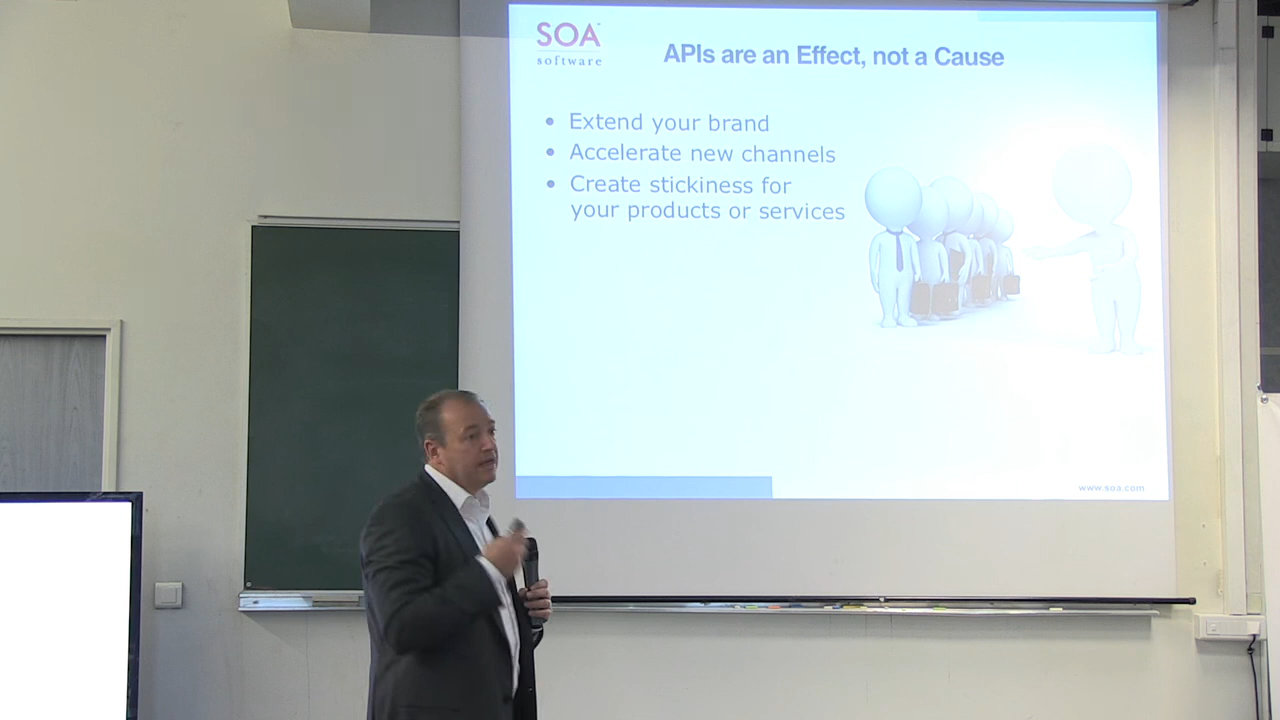 SOA
software
APIs are an Effect, not a Cause
• Extend your brand
• Accelerate new channels
• Create stickiness for
your products or services
www.soa.com